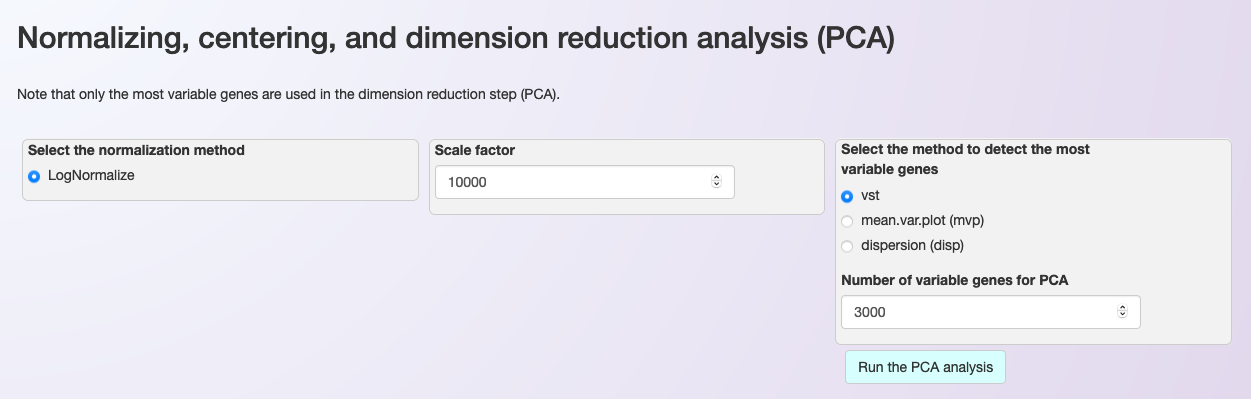 Normalizing, centering, and dimension reduction analysis (PCA)
Note that only the most variable genes are used in the dimension reduction step (PCA).
Select the normalization method
LogNormalize
Scale factor
10000
Select the method to detect the most
variable genes
vst
mean.var.plot (mvp)
dispersion (disp)
Number of variable genes for PCA
3000
Run the PCA analysis